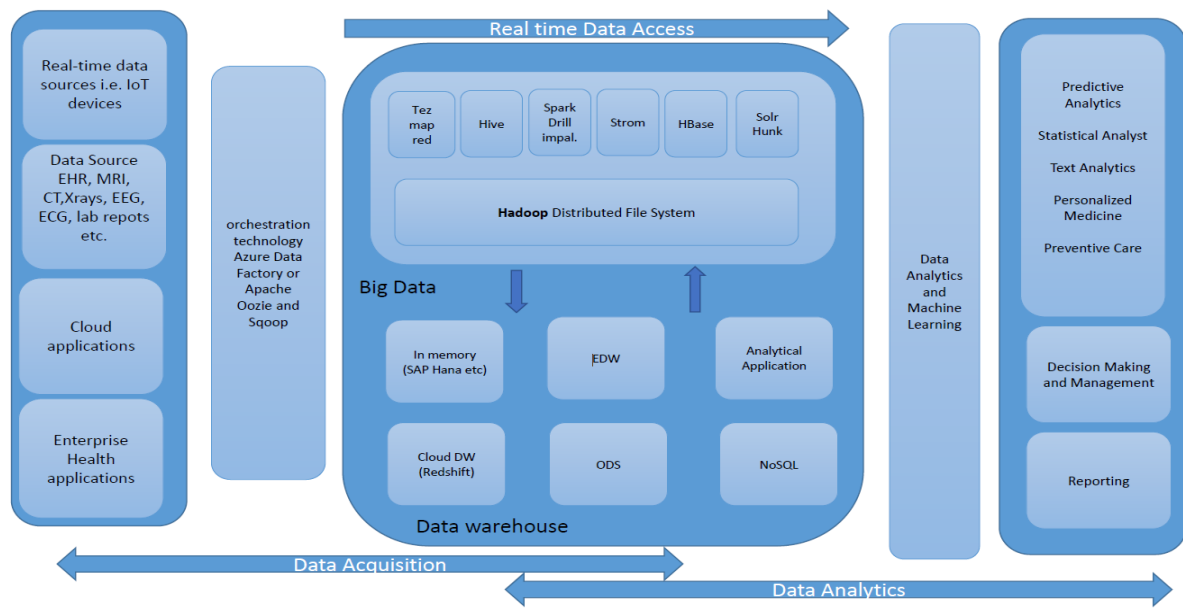 Real time Data Access
Real-time data
sources i.e. IoT
devices
Data Source
EHR, MRI,
CT,Xrays, EEG,
ECG, lab repots
etc.
Cloud
applications
Enterprise
Health
applications
orchestration
technology
Azure Data
Factory or
Apache
Oozie and
Sqoop
Tez
map
red
Hive
Spark
Drill
impal.
Strom
HBase
Solr
Hunk
Hadoop Distributed File System
Big Data
In memory
(SAP Hana etc)
EDW
Analytical
Application
Cloud DW
(Redshift)
ODS
NoSQL
Data warehouse
Data
Analytics
and
Machine
Learning
Predictive
Analytics
Statistical Analyst
Text Analytics
Personalized
Medicine
Preventive Care
Decision Making
and Management
Reporting
Data Acquisition
Data Analytics